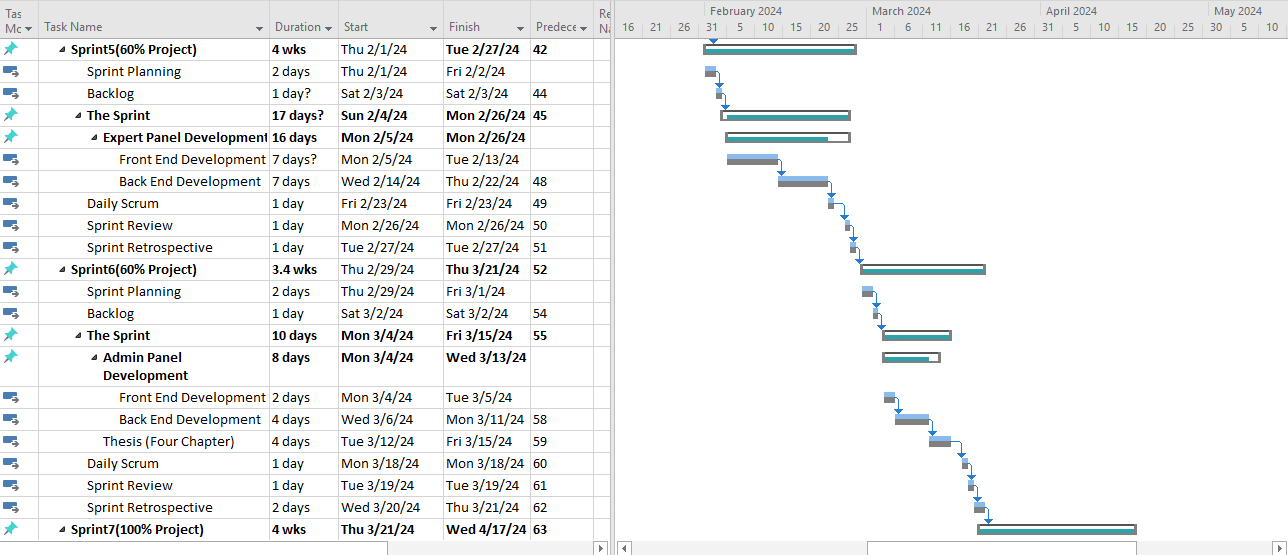 February 2024 March 2024 April 2024 May 2024
Tas Re
Mc Task Name Duration Start Finish Predece Na 16 21 26 31 5 10 15 20 25 1 6 11 16 21 26 31 5 10 15 20 25 30 5 10
Sprint5(60% Project) 4 wks Thu 2/1/24 Tue 2/27/24 42
Sprint Planning 2 days Thu 2/1/24 Fri 2/2/24
Backlog 1 day? Sat 2/3/24 Sat 2/3/24 44
The Sprint 17 days? Sun 2/4/24 Mon 2/26/24 45
Expert Panel Development 16 days Mon 2/5/24 Mon 2/26/24
Front End Development 7 days? Mon 2/5/24 Tue 2/13/24
Back End Development 7 days Wed 2/14/24 Thu 2/22/24 48
Daily Scrum 1 day Fri 2/23/24 Fri 2/23/24 49
Sprint Review 1 day Mon 2/26/24 Mon 2/26/24 50
Sprint Retrospective 1 day Tue 2/27/24 Tue 2/27/24 51
Sprint6(60% Project) 3.4 wks Thu 2/29/24 Thu 3/21/24 52
Sprint Planning 2 days Thu 2/29/24 Fri 3/1/24
Backlog 1 day Sat 3/2/24 Sat 3/2/24 54
The Sprint 10 days Mon 3/4/24 Fri 3/15/24 55
Admin Panel 8 days Mon 3/4/24 Wed 3/13/24
Development
Front End Development 2 days Mon 3/4/24 Tue 3/5/24
Back End Development 4 days Wed 3/6/24 Mon 3/11/24 58
Thesis (Four Chapter) 4 days Tue 3/12/24 Fri 3/15/24 59
Daily Scrum 1 day Mon 3/18/24 Mon 3/18/24 60
Sprint Review 1 day Tue 3/19/24 Tue 3/19/24 61
Sprint Retrospective 2 days Wed 3/20/24 Thu 3/21/24 62
Sprint7(100% Project) 4 wks Thu 3/21/24 Wed 4/17/24 63